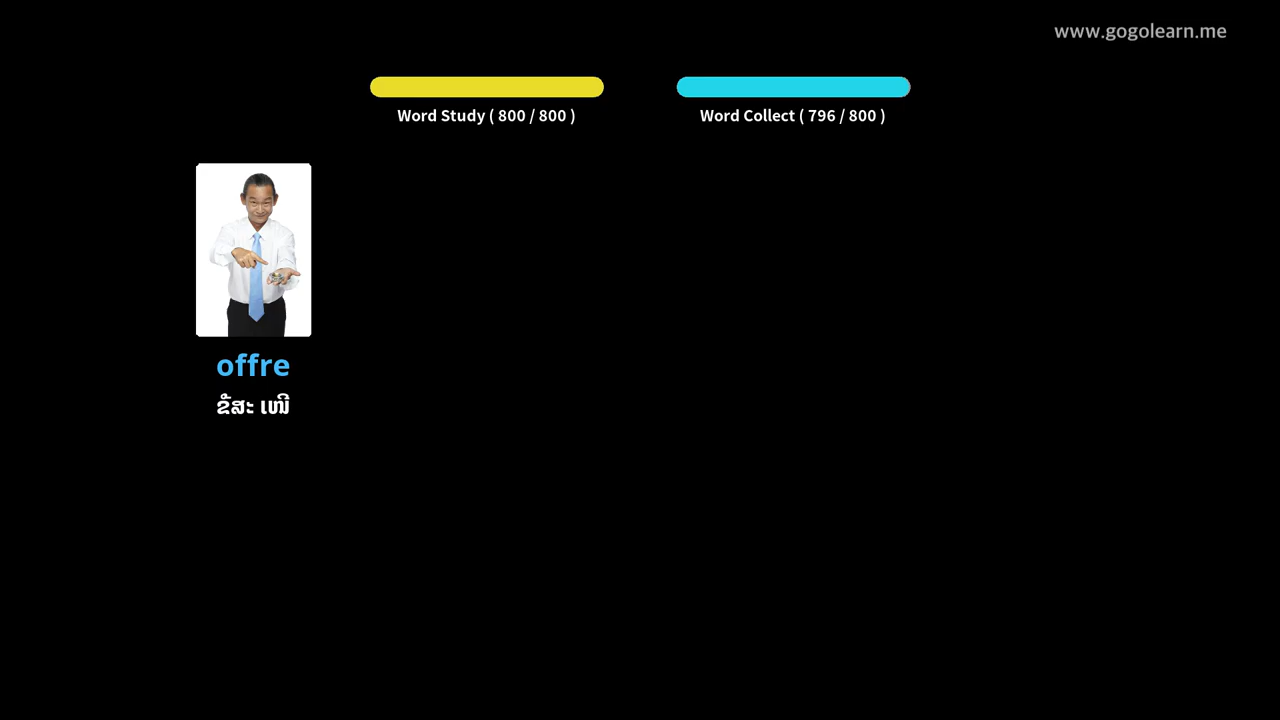 www.gogolearn.me
Word Study ( 800 / 800 )
Word Collect ( 796 / 800 )
offre
ຂໍ້ສະ ເໜີ